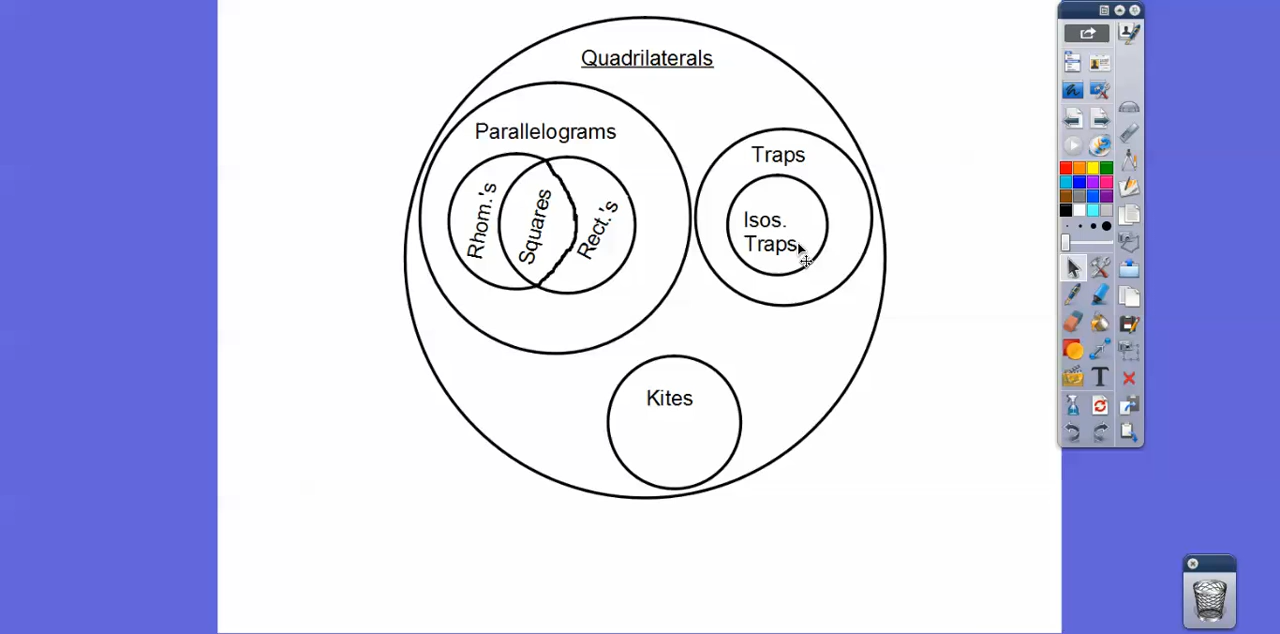 Quadrilaterals
Parallelograms
Rhom.'s
Squares
Rect.'s
Traps
Isos.
Traps
Kites